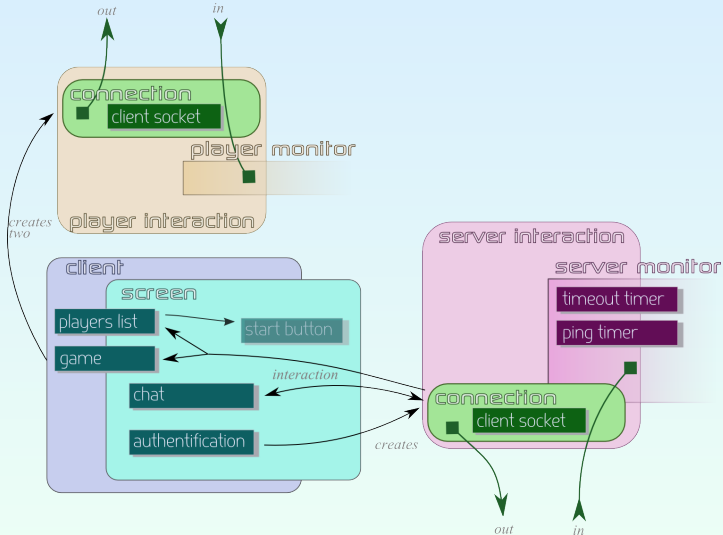 out
in
connection
client socket
player monitor
player interaction
creates
two
client
screen
players list
start button
game
interaction
chat
authentification
creates
server interaction
server monitor
timeout timer
ping timer
connection
client socket
out
in